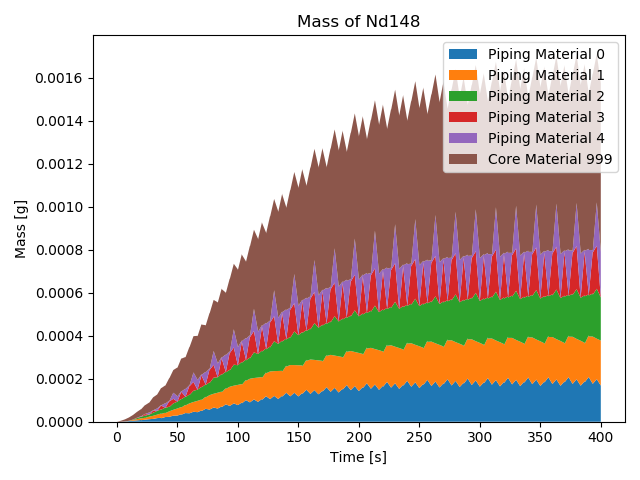 Mass of Nd148
Piping Material 0
Piping Material 1
Piping Material 2
Piping Material 3
Piping Material 4
Core Material 999
Mass [g]
0.0016
0.0014
0.0012
0.0010
0.0008
0.0006
0.0004
0.0002
0.0000
0 50 100 150 200 250 300 350 400
Time [s]